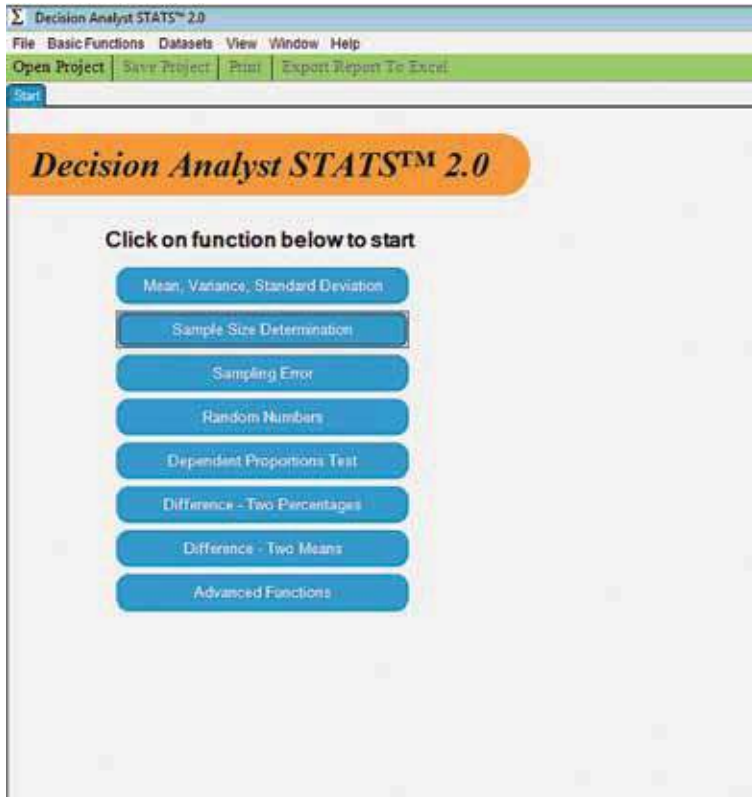 Σ Decision Analyst STATS™ 2.0
File Basic Functions Datasets View Window Help
Open Project Save Project Print Export Report To Excel
Start
Decision Analyst STATS™ 2.0
Click on function below to start
Mean, Variance, Standard Deviation
Sample Size Determination
Sampling Error
Random Numbers
Dependent Proportions Test
Difference - Two Percentages
Difference - Two Means
Advanced Functions